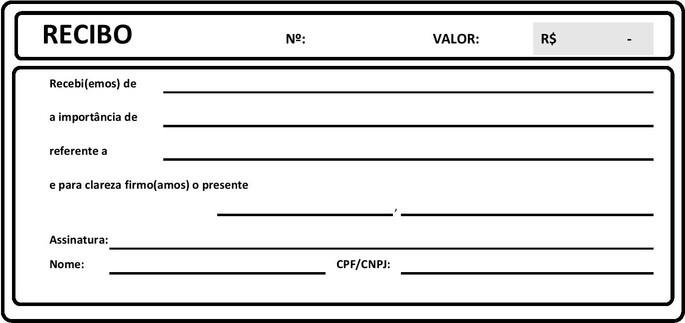 RECIBO Nº: VALOR: R$ -
Recebi(emos) de
a importância de
referente a
e para clareza firmo(amos) o presente
,
Assinatura:
Nome: CPF/CNPJ: